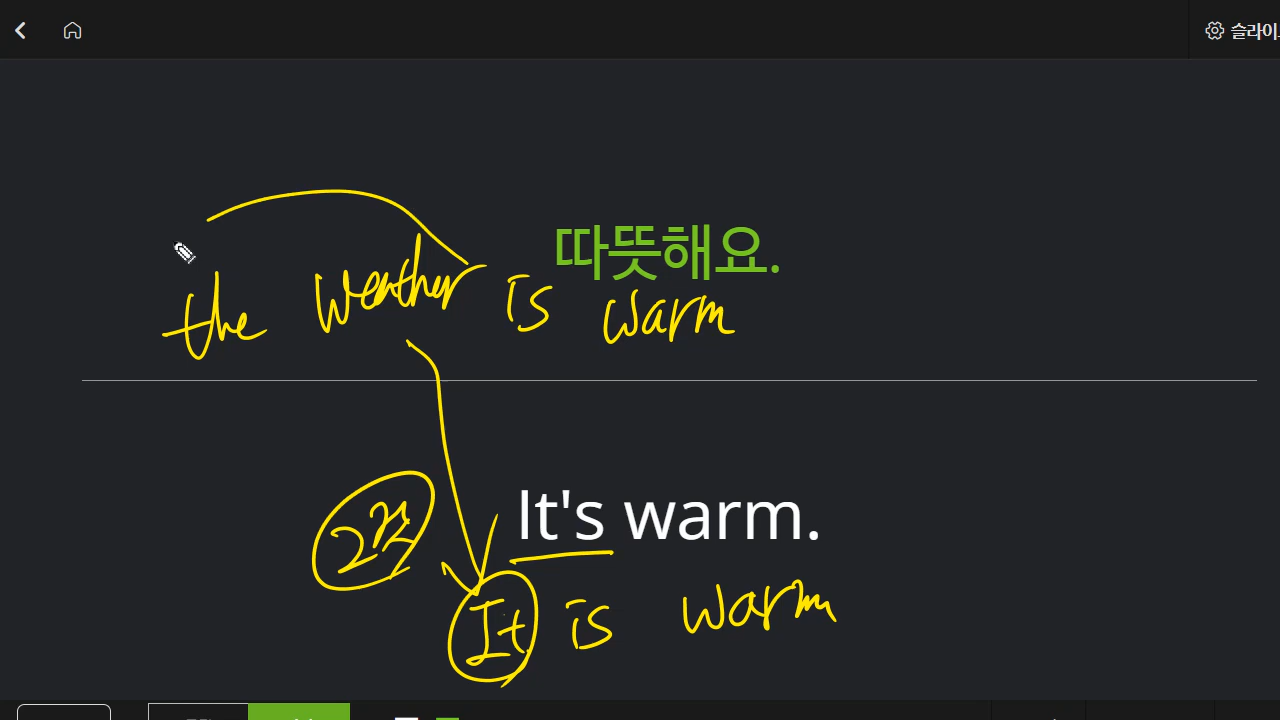 슬라이
따뜻해요.
the weather is warm
It's warm.
It is warm